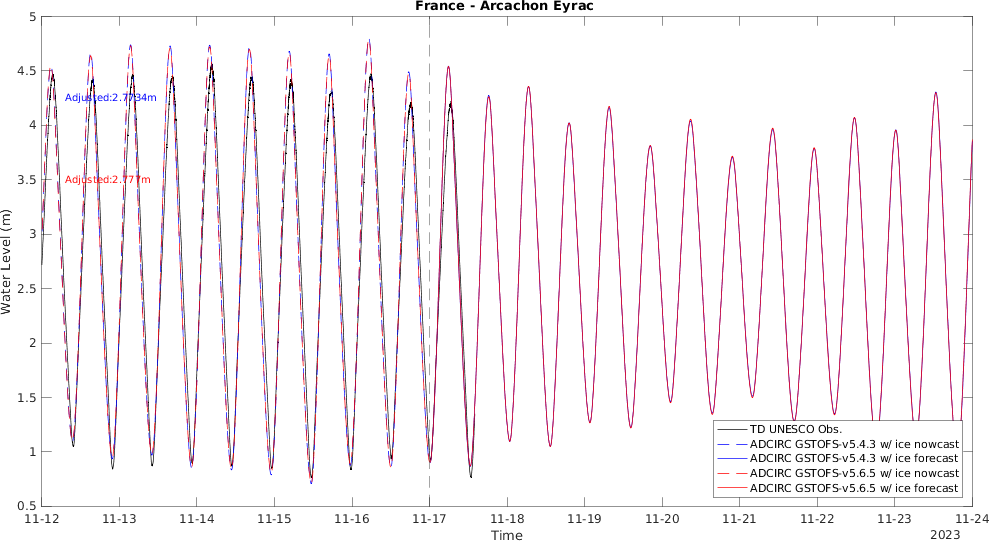 France - Arcachon Eyrac
5
4.5
4
3.5
3
2.5
2
1.5
1
0.5
Water Level (m)
Adjusted:2.7734m
Adjusted:2.777m
TD UNESCO Obs.
ADCIRC GSTOFS-v5.4.3 w/ ice nowcast
ADCIRC GSTOFS-v5.4.3 w/ ice forecast
ADCIRC GSTOFS-v5.6.5 w/ ice nowcast
ADCIRC GSTOFS-v5.6.5 w/ ice forecast
11-12 11-13 11-14 11-15 11-16 11-17 11-18 11-19 11-20 11-21 11-22 11-23 11-24
Time
2023